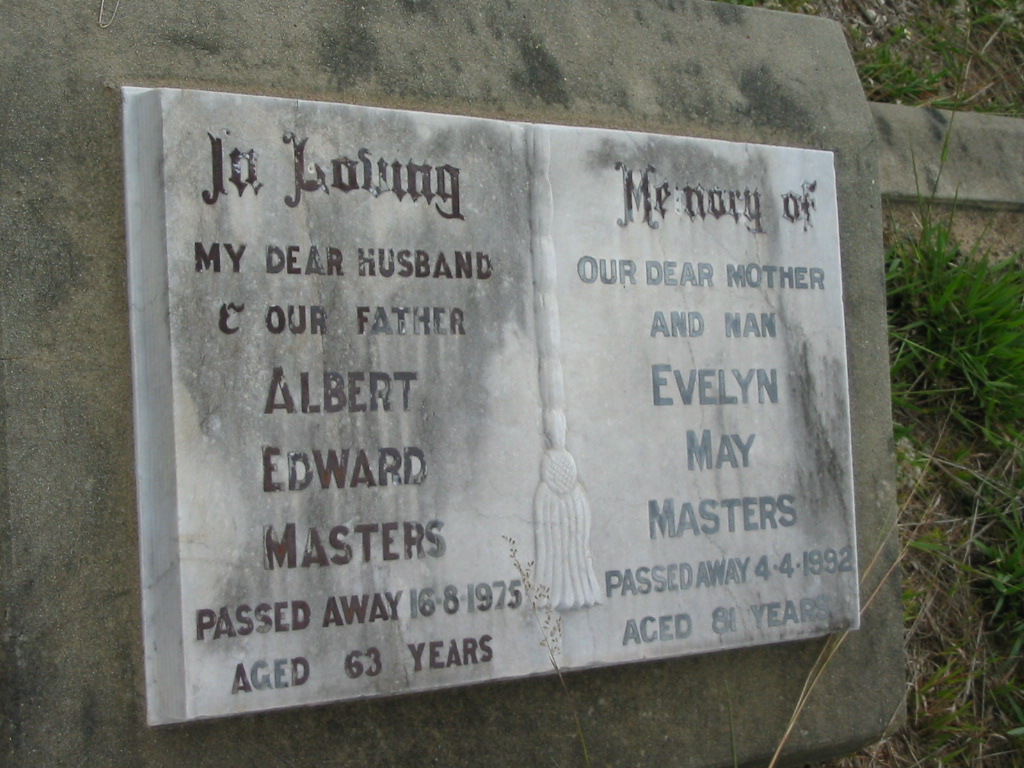 In Loving
MY DEAR HUSBAND
& OUR FATHER
ALBERT
EDWARD
MASTERS
PASSED AWAY 16-8-1975
AGED 63 YEARS
Memory of
OUR DEAR MOTHER
AND NAN
EVELYN
MAY
MASTERS
PASSED AWAY 4-4-1992
AGED 81 YEARS